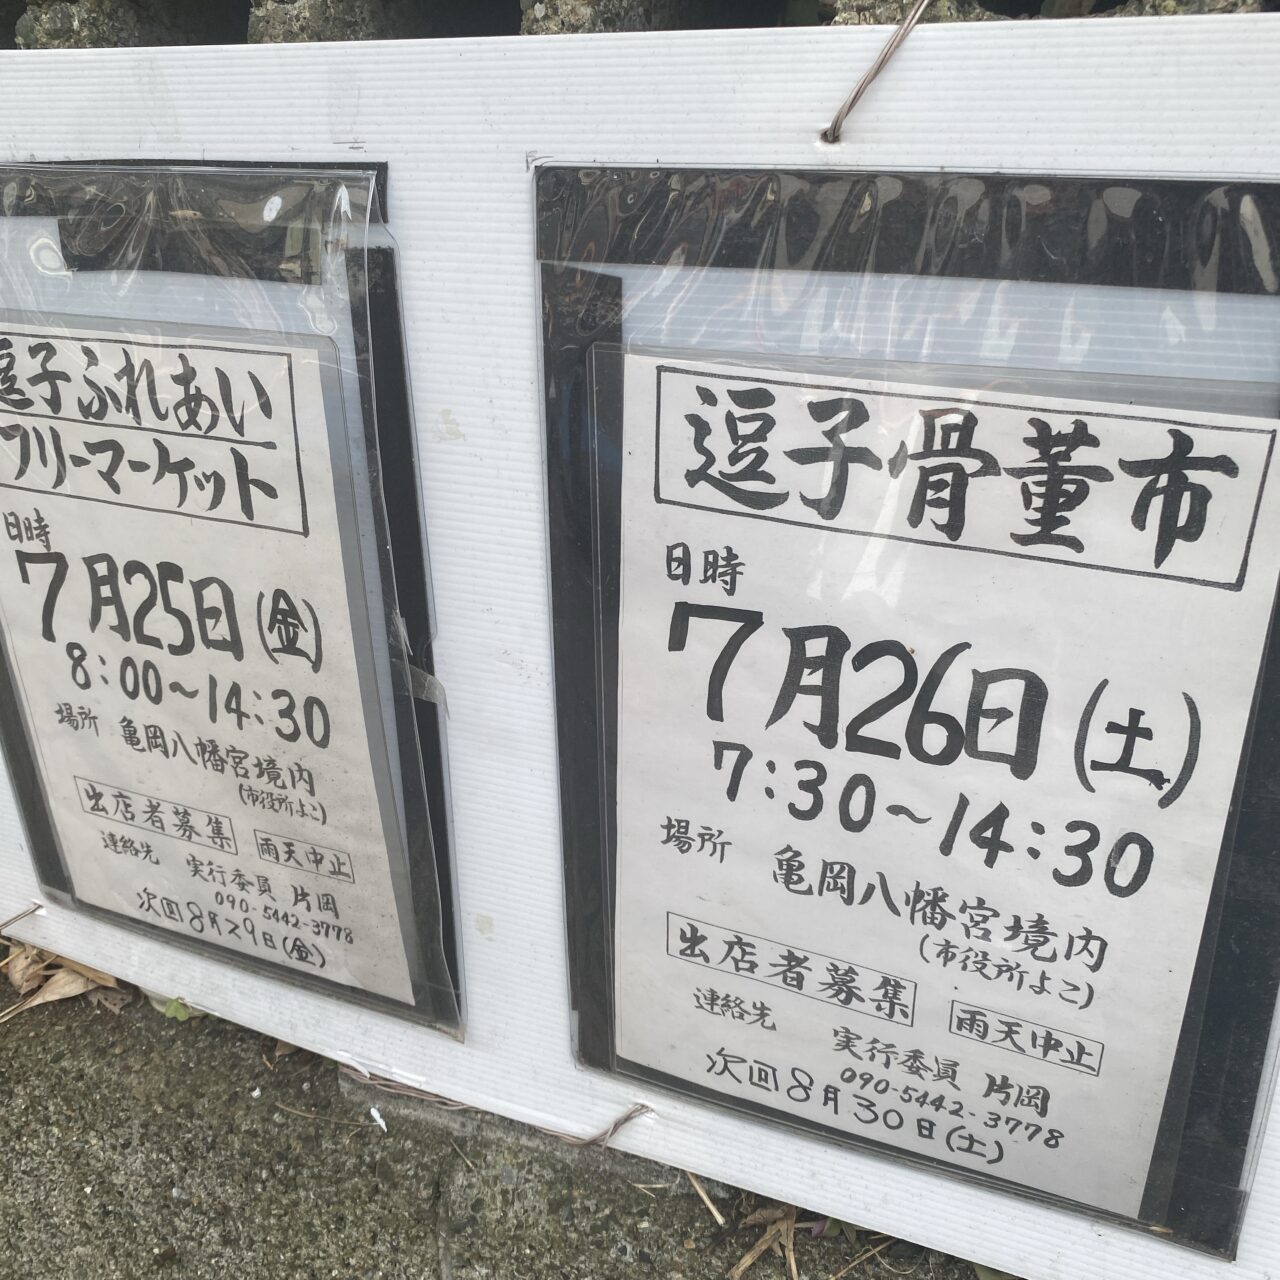 逗子ふれあい
フリーマーケット
日時
7月25日(金)
8:00~14:30
場所 亀岡八幡宮境内
(市役所よこ)
出店者募集 雨天中止
連絡先 実行委員 片岡
090-5442-3778
次回8月29日(金)
逗子骨董市
日時
7月26日(土)
7:30~14:30
場所 亀岡八幡宮境内
(市役所よこ)
出店者募集 雨天中止
連絡先 実行委員 片岡
090-5442-3778
次回8月30日(土)